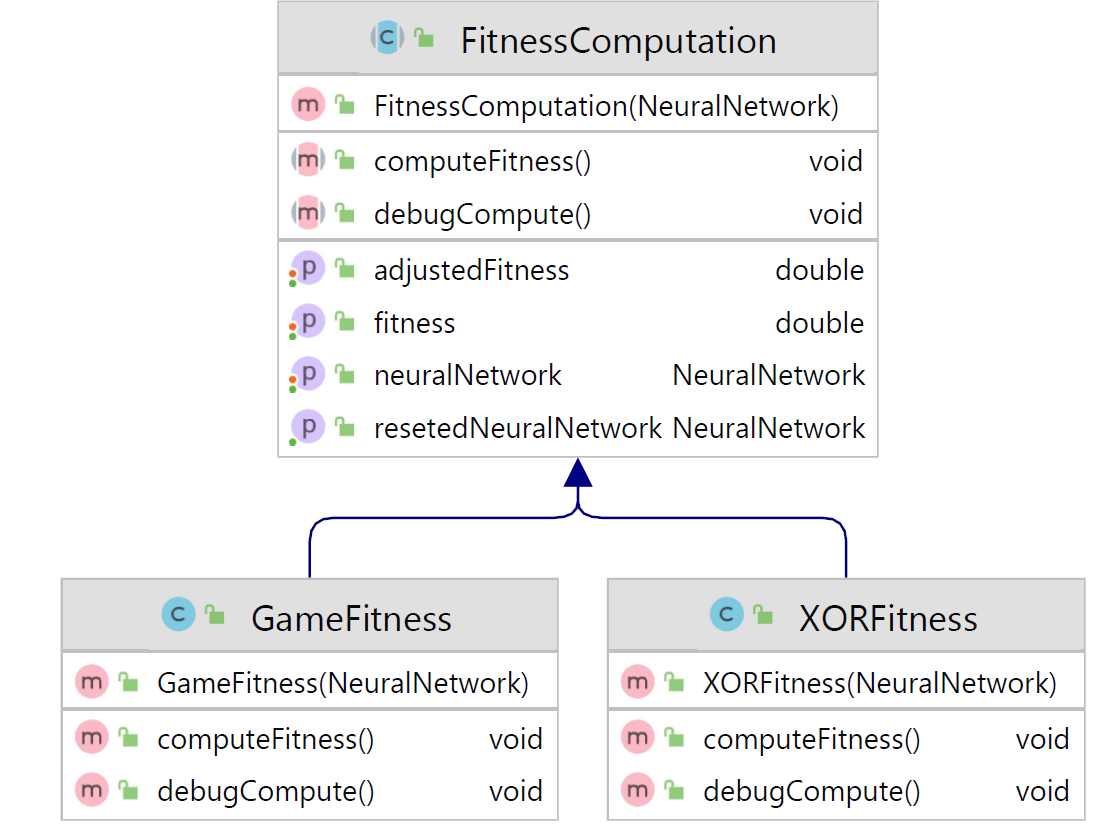 C FitnessComputation
m FitnessComputation(NeuralNetwork)
m computeFitness() void
m debugCompute() void
p adjustedFitness double
p fitness double
p neuralNetwork NeuralNetwork
p resetedNeuralNetwork NeuralNetwork
C GameFitness
m GameFitness(NeuralNetwork)
m computeFitness() void
m debugCompute() void
C XORFitness
m XORFitness(NeuralNetwork)
m computeFitness() void
m debugCompute() void